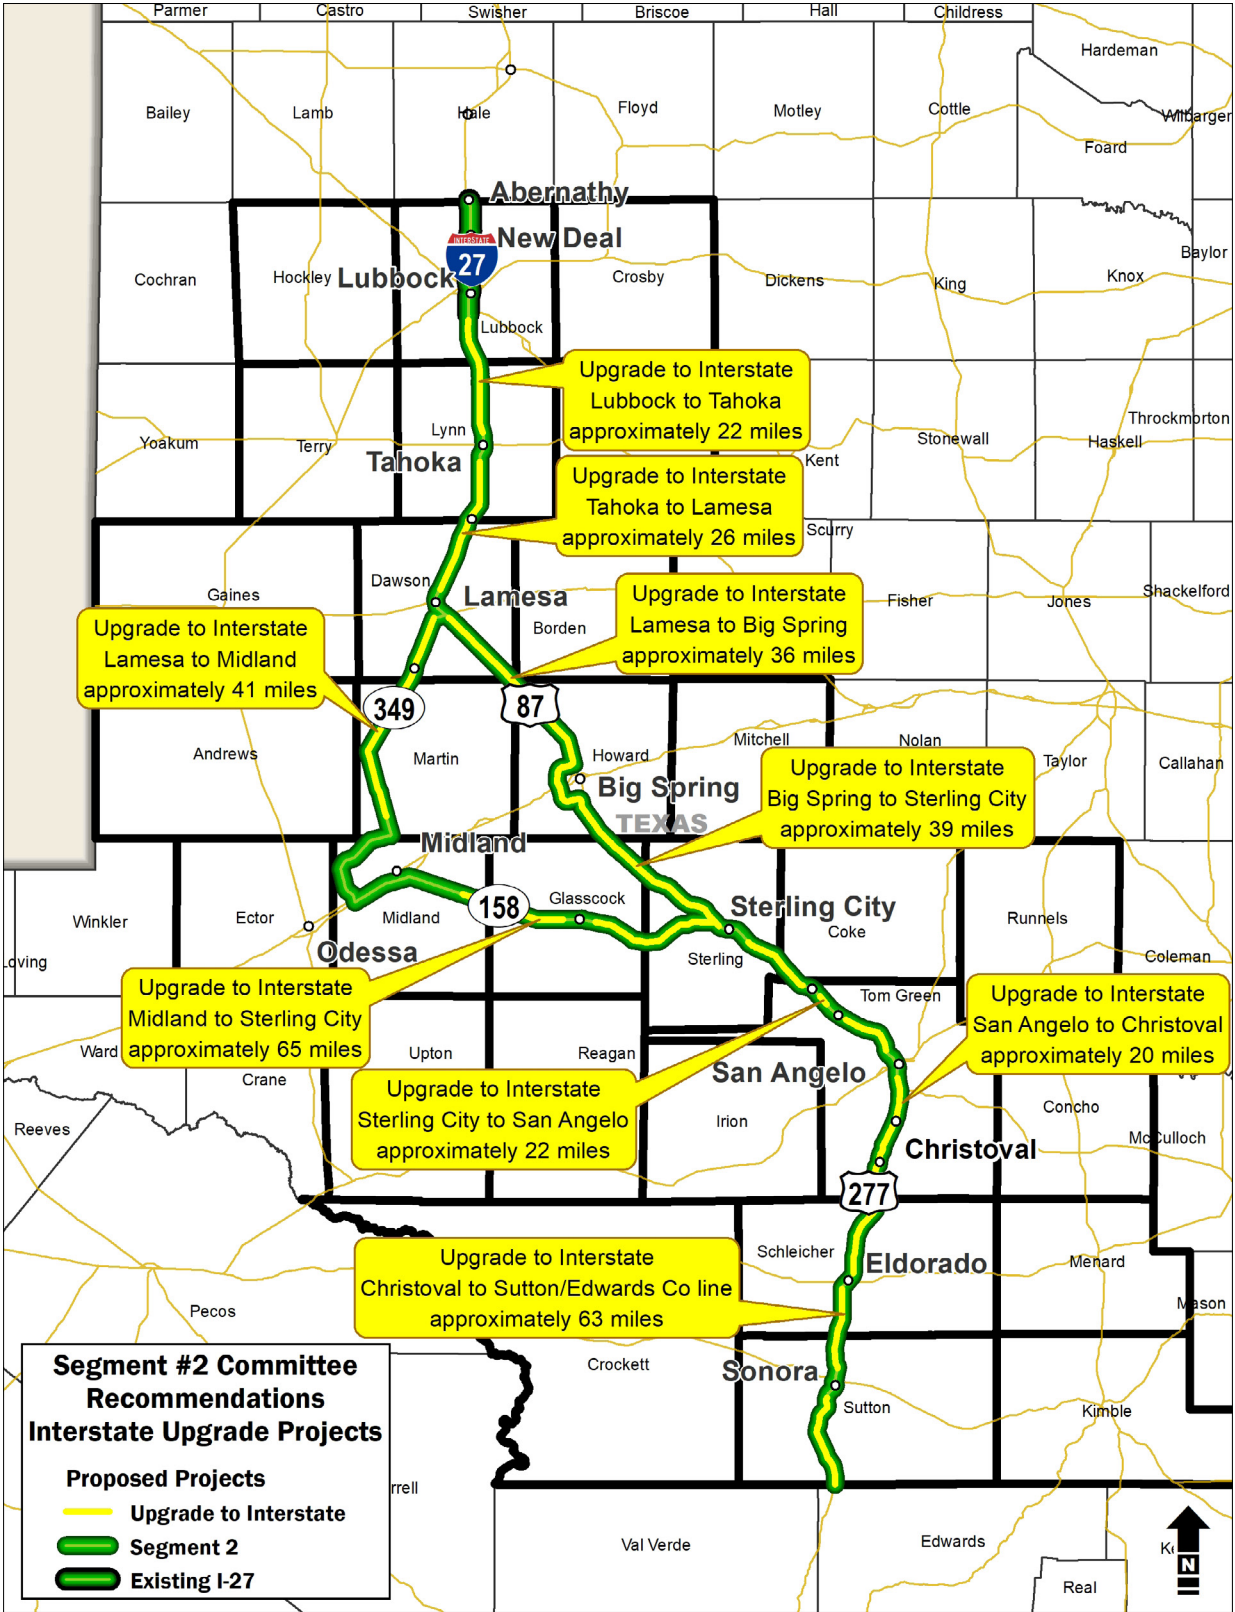 Parmer
Castro
Swisher
Briscoe
Hall
Childress
Hardeman
Bailey
Lamb
Hale
Floyd
Motley
Cottle
Wilbarger
Foard
Abernathy
New Deal
INTERSTATE
27
Cochran
Hockley
Lubbock
Crosby
Dickens
King
Knox
Baylor
Lubbock
Upgrade to Interstate
Lubbock to Tahoka
approximately 22 miles
Yoakum
Terry
Lynn
Tahoka
Kent
Stonewall
Haskell
Throckmorton
Upgrade to Interstate
Tahoka to Lamesa
approximately 26 miles
Scurry
Gaines
Dawson
Lamesa
Borden
Upgrade to Interstate
Lamesa to Big Spring
approximately 36 miles
Fisher
Jones
Shackelford
Upgrade to Interstate
Lamesa to Midland
approximately 41 miles
349
87
Andrews
Martin
Howard
Mitchell
Nolan
Taylor
Callahan
Big Spring
TEXAS
Upgrade to Interstate
Big Spring to Sterling City
approximately 39 miles
Midland
Winkler
Ector
Midland
158
Glasscock
Sterling City
Coke
Runnels
Coleman
Loving
Odessa
Sterling
Tom Green
Upgrade to Interstate
Midland to Sterling City
approximately 65 miles
Upgrade to Interstate
San Angelo to Christoval
approximately 20 miles
Ward
Crane
Upton
Reagan
San Angelo
Upgrade to Interstate
Sterling City to San Angelo
approximately 22 miles
Irion
Concho
McCulloch
Reeves
Christoval
277
Upgrade to Interstate
Christoval to Sutton/Edwards Co line
approximately 63 miles
Schleicher
Eldorado
Menard
Mason
Pecos
Crockett
Sonora
Sutton
Kimble
Segment #2 Committee
Recommendations
Interstate Upgrade Projects
Proposed Projects
Upgrade to Interstate
Segment 2
Existing I-27
rrell
Val Verde
Edwards
Real
Ke
N